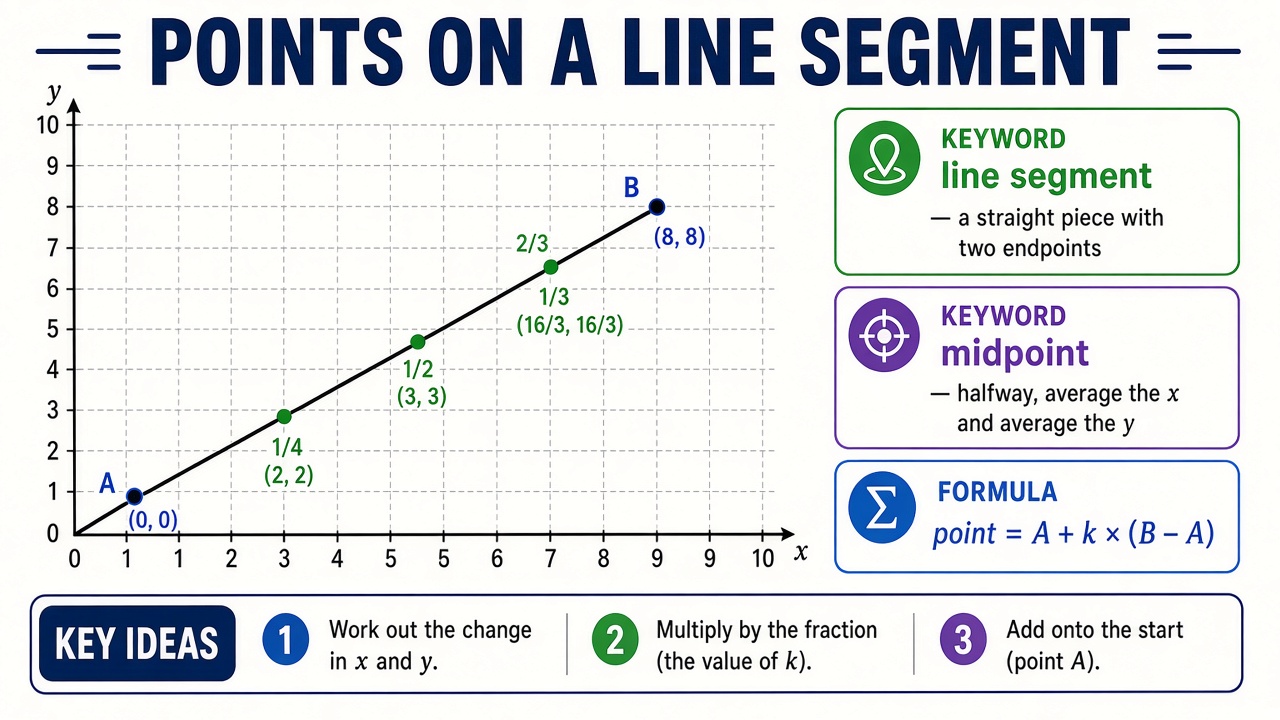 POINTS ON A LINE SEGMENT
y
10
9
8
7
6
5
4
3
2
1
0
0 1 1 2 3 4 5 6 7 8 9 9 10
x
A
(0, 0)
1/4
(2, 2)
1/2
(3, 3)
2/3
1/3
(16/3, 16/3)
B
(8, 8)
KEYWORD
line segment
— a straight piece with
two endpoints
KEYWORD
midpoint
— halfway, average the x
and average the y
Σ
FORMULA
point = A + k × (B – A)
KEY IDEAS
1
Work out the change
in x and y.
2
Multiply by the fraction
(the value of k).
3
Add onto the start
(point A).